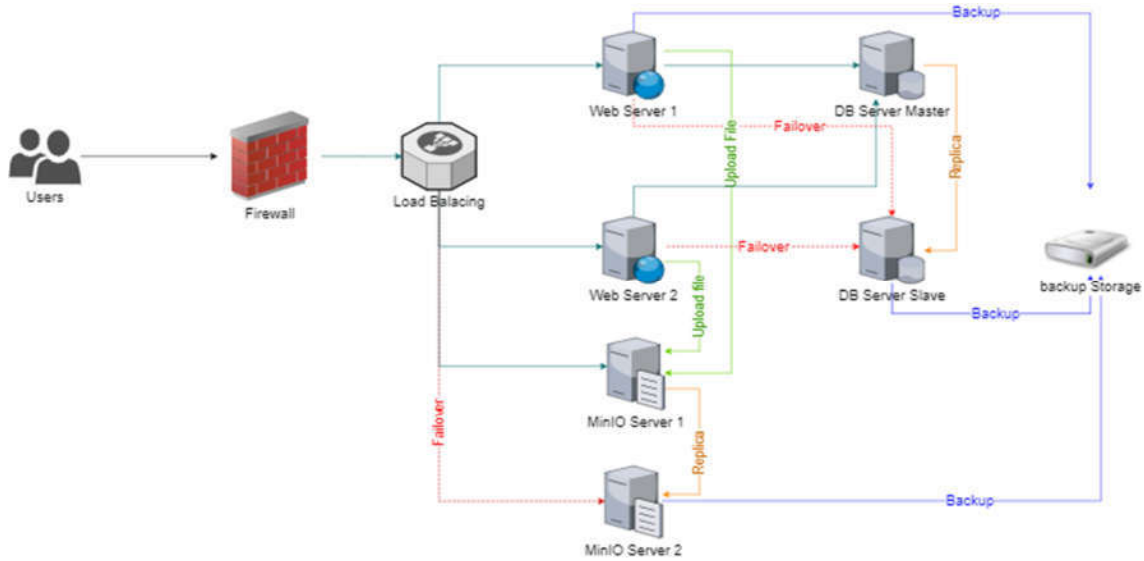 Backup
Web Server 1
DB Server Master
Failover
Upload File
Replica
Users
Firewall
Load Balacing
Failover
Web Server 2
DB Server Slave
backup Storage
Upload file
Backup
MinIO Server 1
Failover
Replica
Backup
MinIO Server 2